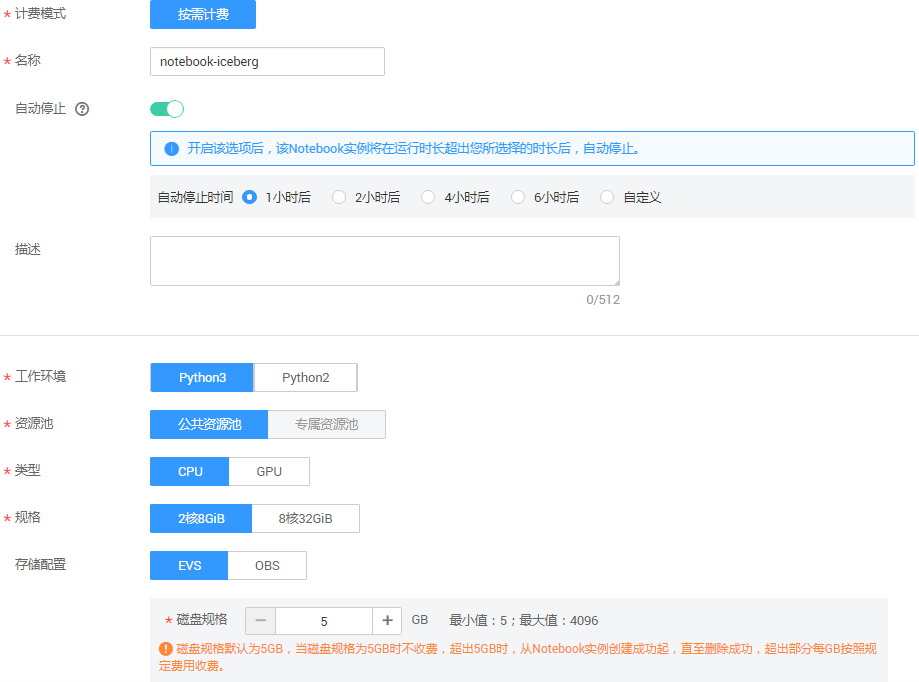 * 计费模式 按需计费
* 名称 notebook-iceberg
自动停止 ?
! 开启该选项后，该Notebook实例将在运行时长超出您所选择的时长后，自动停止。
自动停止时间 1小时后 2小时后 4小时后 6小时后 自定义
描述
0/512
* 工作环境 Python3 Python2
* 资源池 公共资源池 专属资源池
* 类型 CPU GPU
* 规格 2核8GiB 8核32GiB
存储配置 EVS OBS
* 磁盘规格 − 5 + GB 最小值：5；最大值：4096
! 磁盘规格默认为5GB，当磁盘规格为5GB时不收费，超出5GB时，从Notebook实例创建成功起，直至删除成功，超出部分每GB按照规
定费用收费。